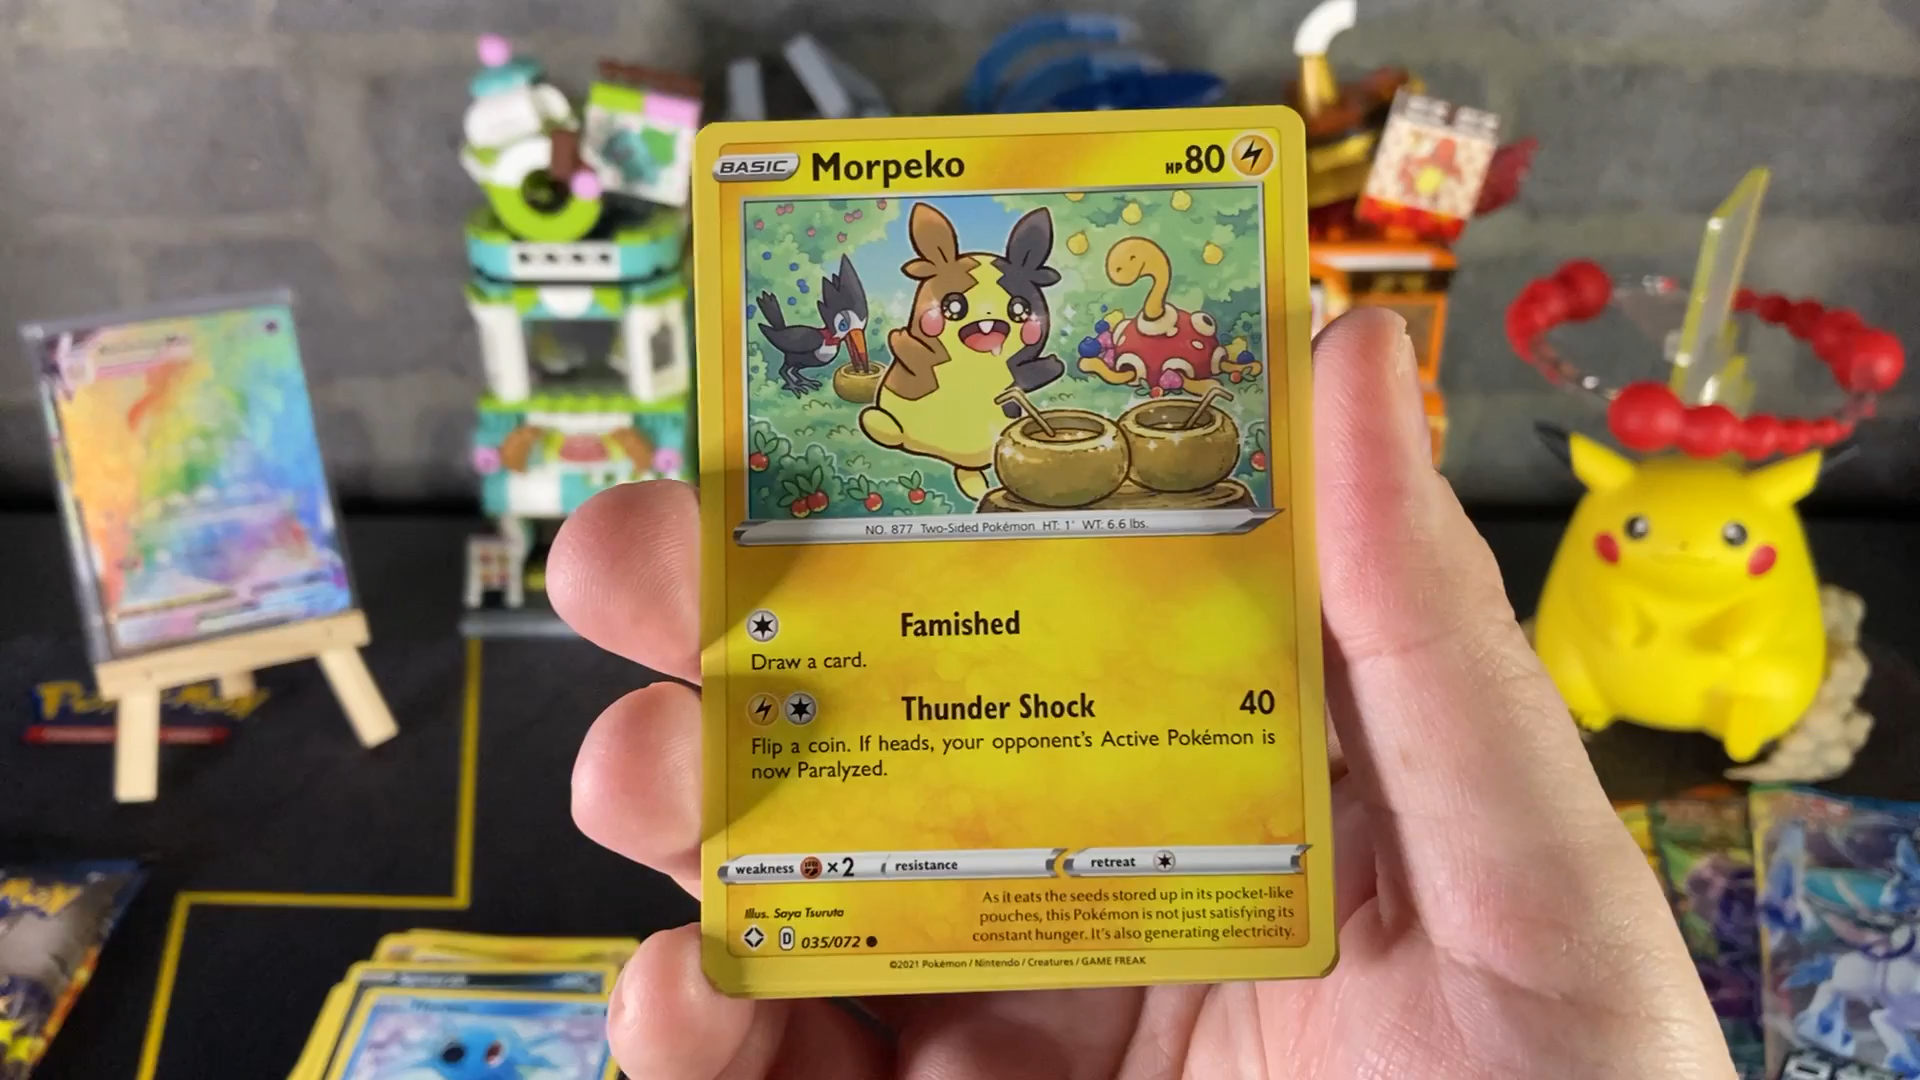 BASIC Morpeko HP 80
NO. 877 Two-Sided Pokémon HT: 1' WT: 6.6 lbs.
Famished
Draw a card.
Thunder Shock 40
Flip a coin. If heads, your opponent's Active Pokémon is
now Paralyzed.
weakness ×2 resistance retreat
Illus. Saya Tsuruta
D 035/072
As it eats the seeds stored up in its pocket-like
pouches, this Pokémon is not just satisfying its
constant hunger. It's also generating electricity.
©2021 Pokémon / Nintendo / Creatures / GAME FREAK
POKéMON